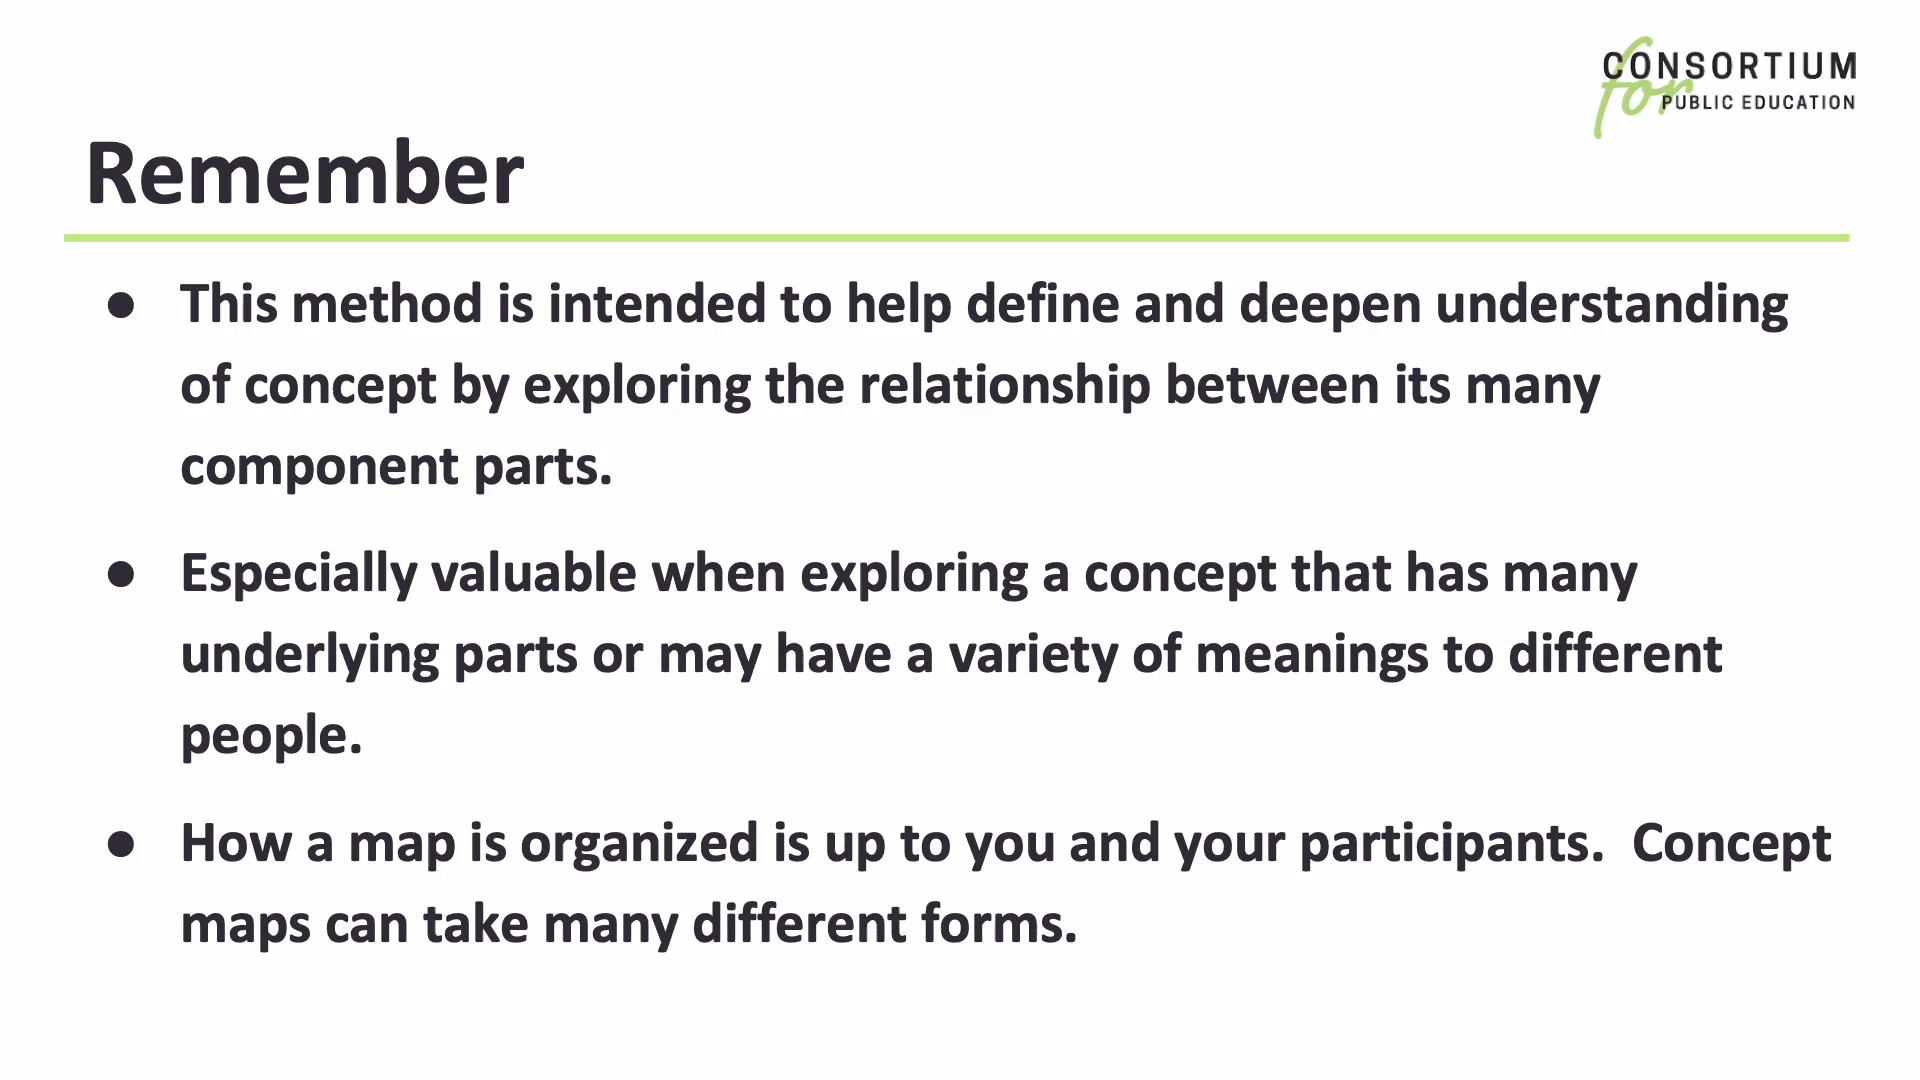 CONSORTIUM
for PUBLIC EDUCATION
Remember
● This method is intended to help define and deepen understanding
of concept by exploring the relationship between its many
component parts.
● Especially valuable when exploring a concept that has many
underlying parts or may have a variety of meanings to different
people.
● How a map is organized is up to you and your participants.  Concept
maps can take many different forms.